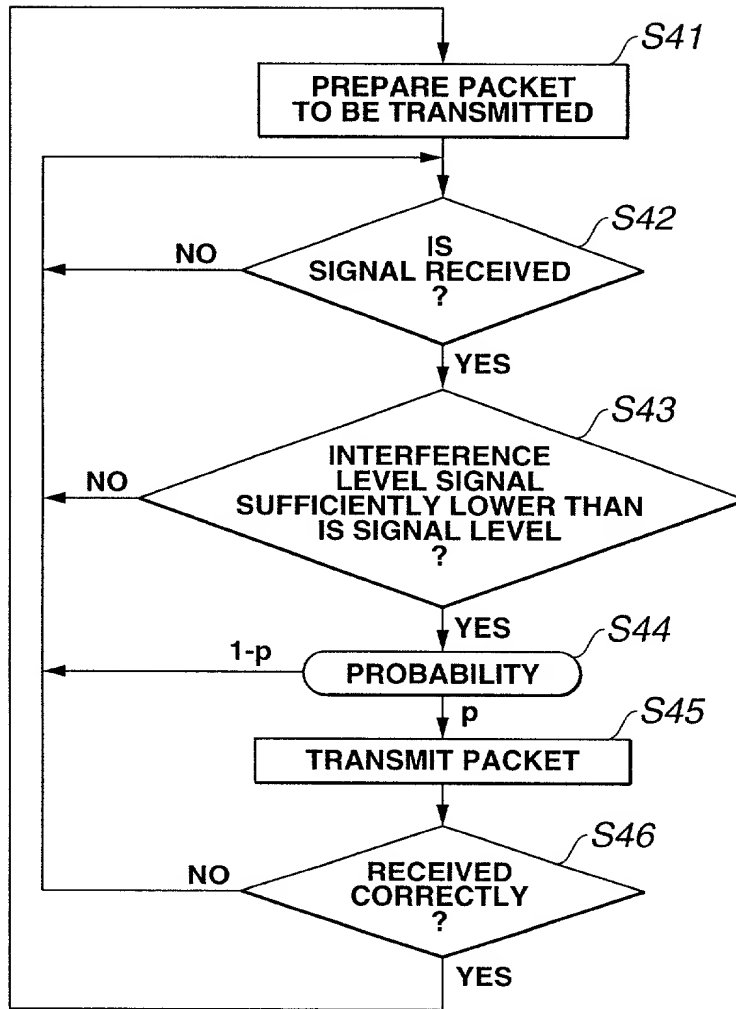 S41
PREPARE PACKET
TO BE TRANSMITTED
S42
IS
SIGNAL RECEIVED
?
NO
YES
S43
INTERFERENCE
LEVEL SIGNAL
SUFFICIENTLY LOWER THAN
IS SIGNAL LEVEL
?
NO
YES
S44
1-p
PROBABILITY
p
S45
TRANSMIT PACKET
S46
RECEIVED
CORRECTLY
?
NO
YES